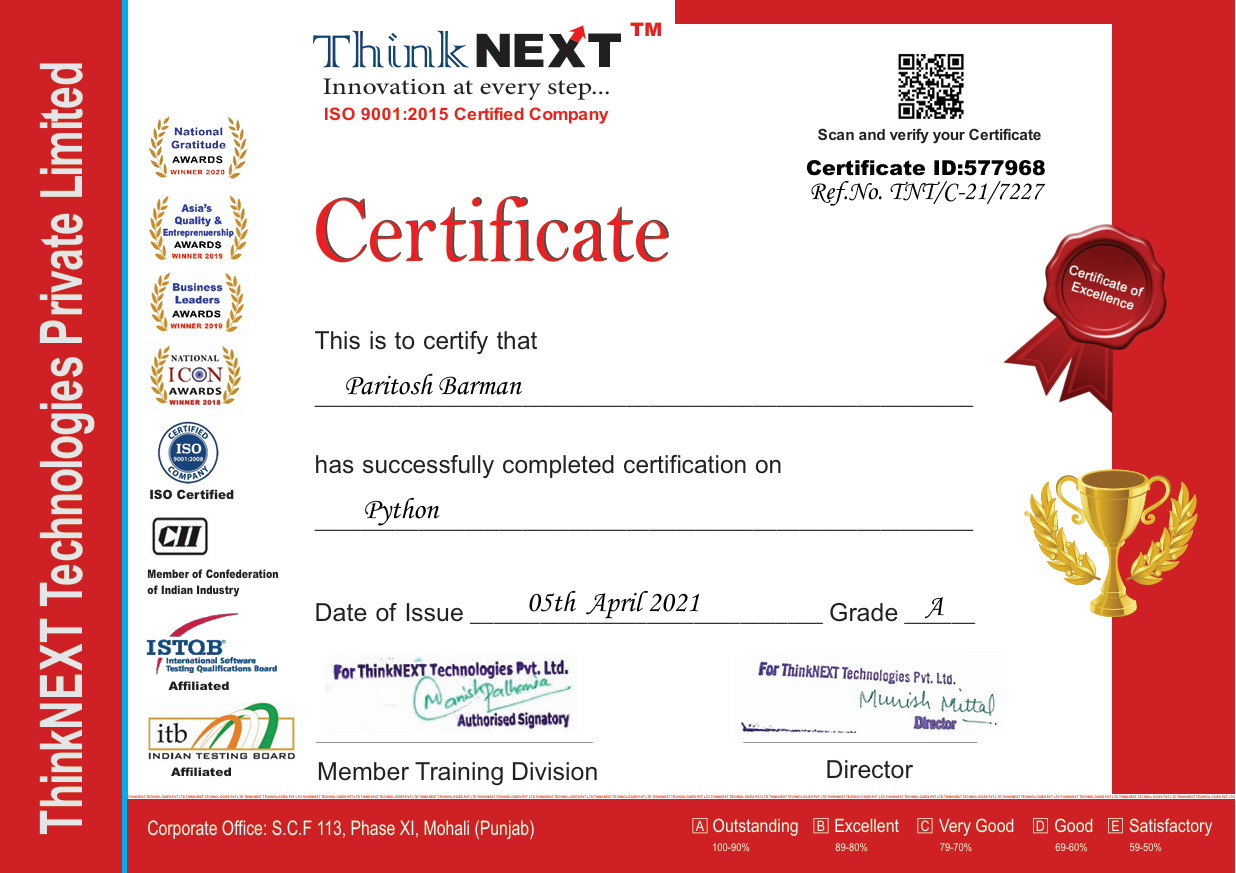 ThinkNEXT Technologies Private Limited
Think NEXT TM
Innovation at every step...
ISO 9001:2015 Certified Company
Scan and verify your Certificate
Certificate ID:577968
Ref.No. TNT/C-21/7227
National
Gratitude
AWARDS
WINNER 2020
Asia's
Quality &
Entreprenuership
AWARDS
WINNER 2019
Business
Leaders
AWARDS
WINNER 2019
NATIONAL
ICON
AWARDS
WINNER 2018
CERTIFIED
ISO
9001:2008
COMPANY
ISO Certified
CII
Member of Confederation
of Indian Industry
ISTQB®
International Software
Testing Qualifications Board
Affiliated
itb
INDIAN TESTING BOARD
Affiliated
Certificate
Certificate of
Excellence
This is to certify that
Paritosh Barman
has successfully completed certification on
Python
Date of Issue 05th April 2021 Grade A
For ThinkNEXT Technologies Pvt. Ltd.
Authorised Signatory
Member Training Division
For ThinkNEXT Technologies Pvt. Ltd.
Munish Mittal
Director
Director
Corporate Office: S.C.F 113, Phase XI, Mohali (Punjab)
A Outstanding B Excellent C Very Good D Good E Satisfactory
100-90% 89-80% 79-70% 69-60% 59-50%